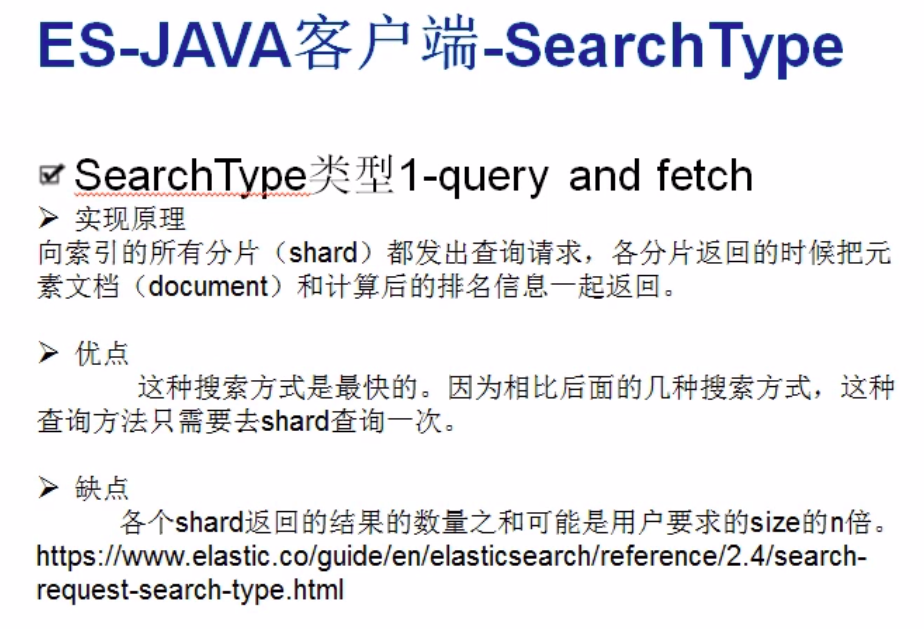 ES-JAVA客户端-SearchType
SearchType类型1-query and fetch
➢ 实现原理
向索引的所有分片（shard）都发出查询请求，各分片返回的时候把元
素文档（document）和计算后的排名信息一起返回。
➢ 优点
这种搜索方式是最快的。因为相比后面的几种搜索方式，这种
查询方法只需要去shard查询一次。
➢ 缺点
各个shard返回的结果的数量之和可能是用户要求的size的n倍。
https://www.elastic.co/guide/en/elasticsearch/reference/2.4/search-
request-search-type.html